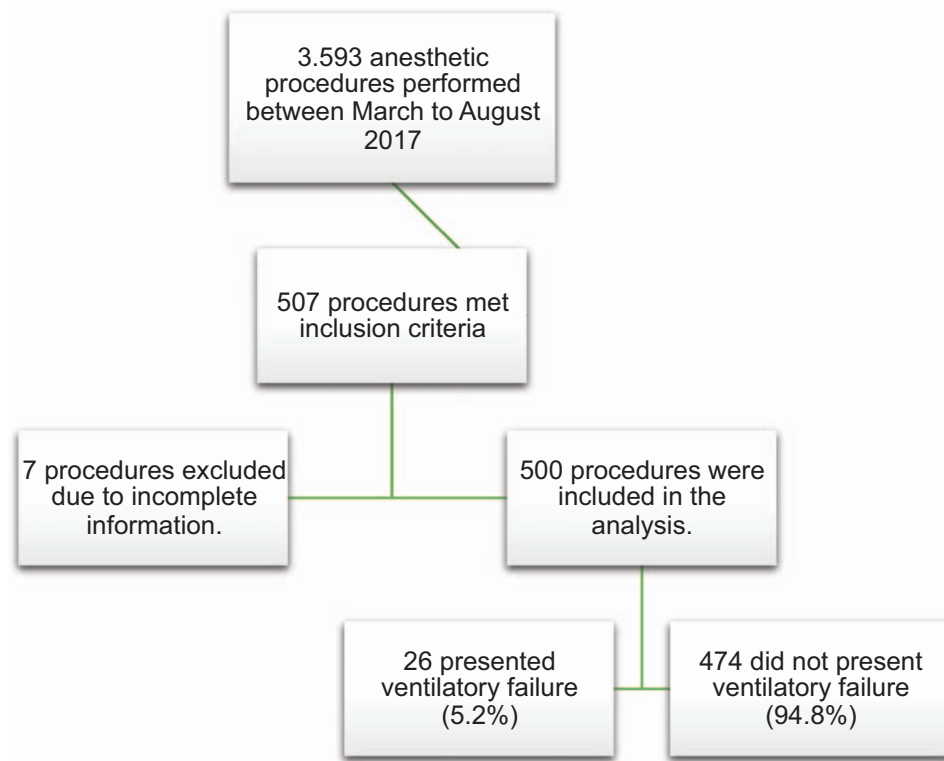 3.593 anesthetic
procedures performed
between March to August
2017
507 procedures met
inclusion criteria
7 procedures excluded
due to incomplete
information.
500 procedures were
included in the
analysis.
26 presented
ventilatory failure
(5.2%)
474 did not present
ventilatory failure
(94.8%)